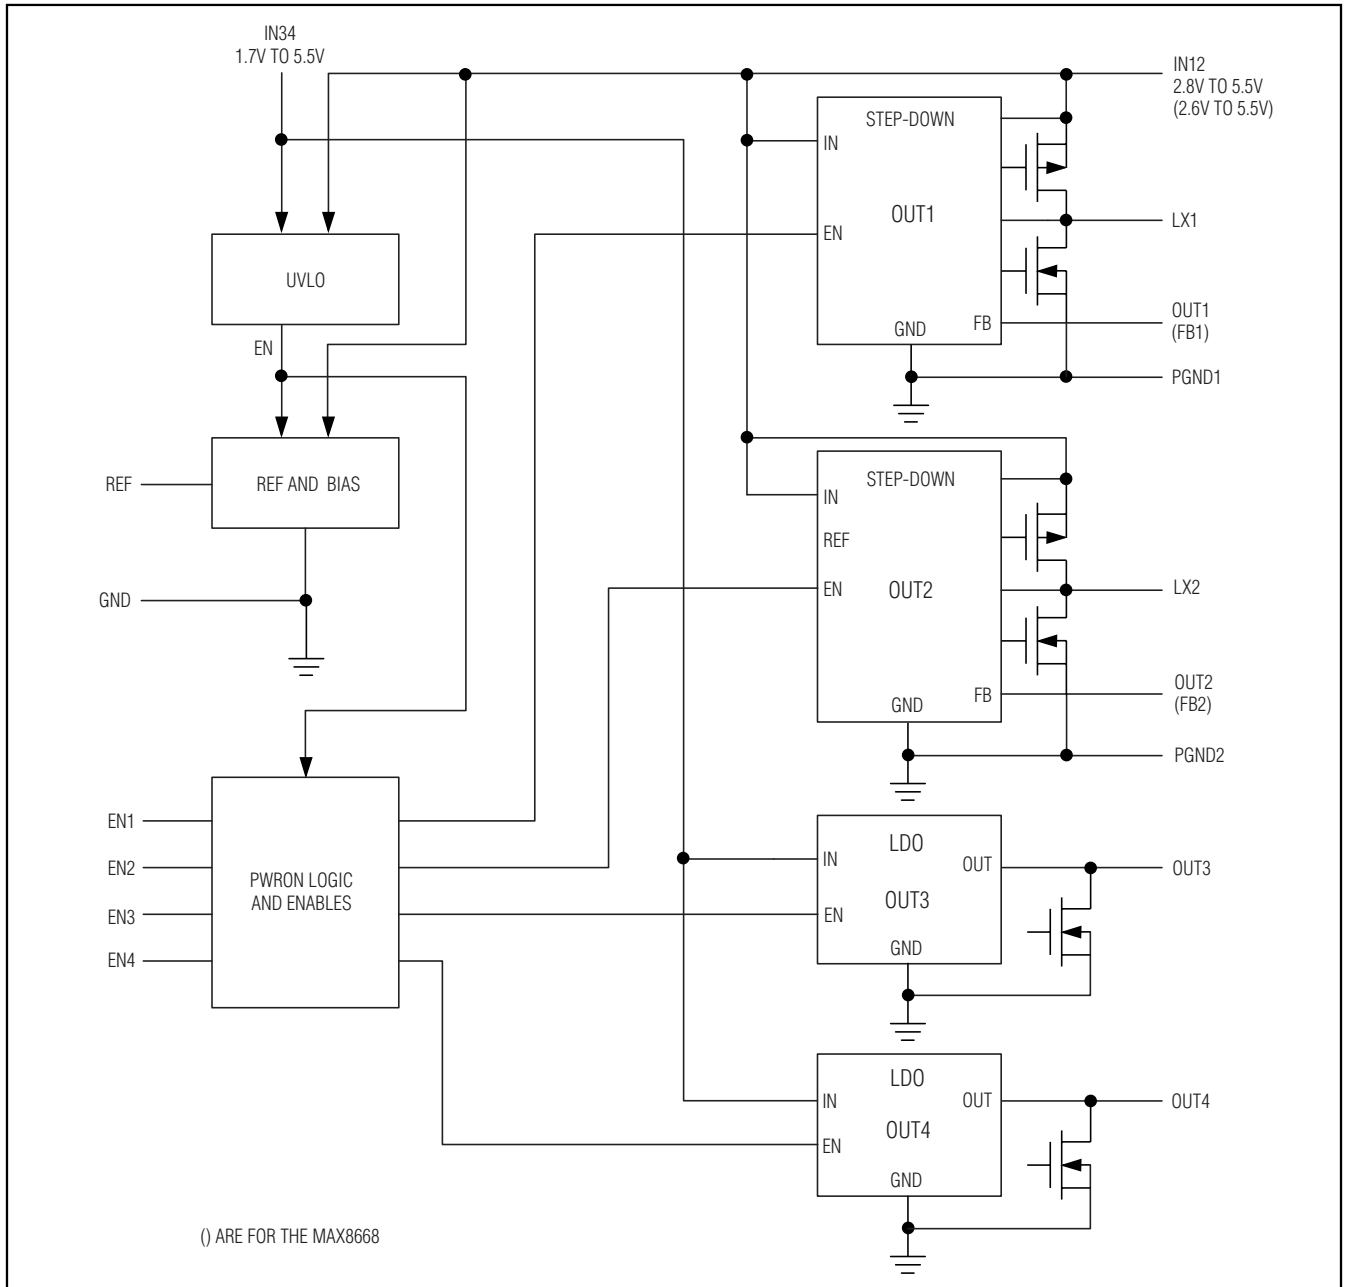 IN34
1.7V TO 5.5V
IN12
2.8V TO 5.5V
(2.6V TO 5.5V)
STEP-DOWN
IN
OUT1
EN
LX1
UVLO
OUT1
(FB1)
FB
GND
EN
PGND1
REF
REF AND BIAS
STEP-DOWN
IN
REF
EN
OUT2
LX2
GND
OUT2
(FB2)
FB
GND
PGND2
EN1
EN2
EN3
EN4
PWRON LOGIC
AND ENABLES
LDO
IN
OUT
OUT3
OUT3
EN
GND
LDO
IN
OUT
OUT4
OUT4
EN
GND
() ARE FOR THE MAX8668